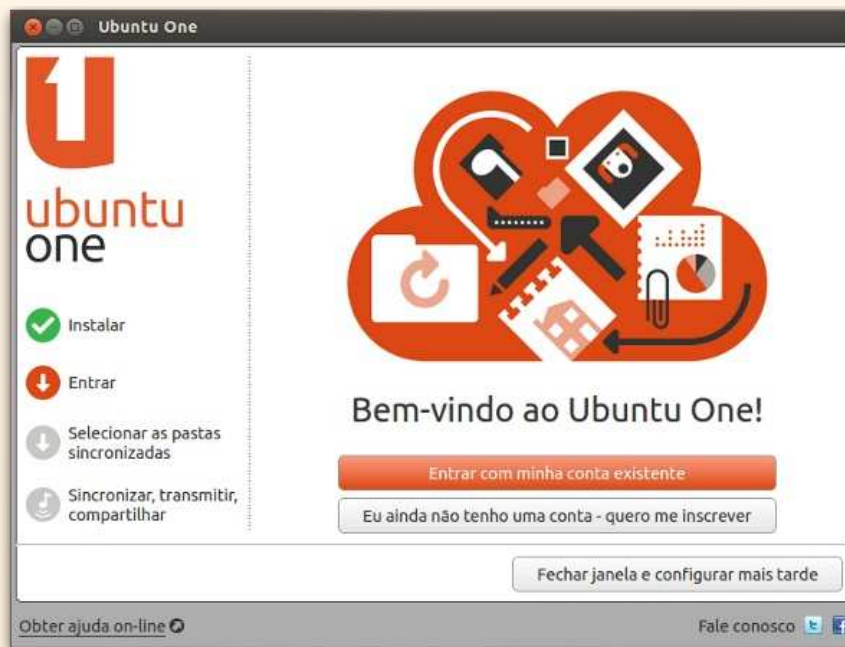 Ubuntu One
ubuntu
one
Instalar
Entrar
Selecionar as pastas
sincronizadas
Sincronizar, transmitir,
compartilhar
Bem-vindo ao Ubuntu One!
Entrar com minha conta existente
Eu ainda não tenho uma conta - quero me inscrever
Fechar janela e configurar mais tarde
Obter ajuda on-line
Fale conosco